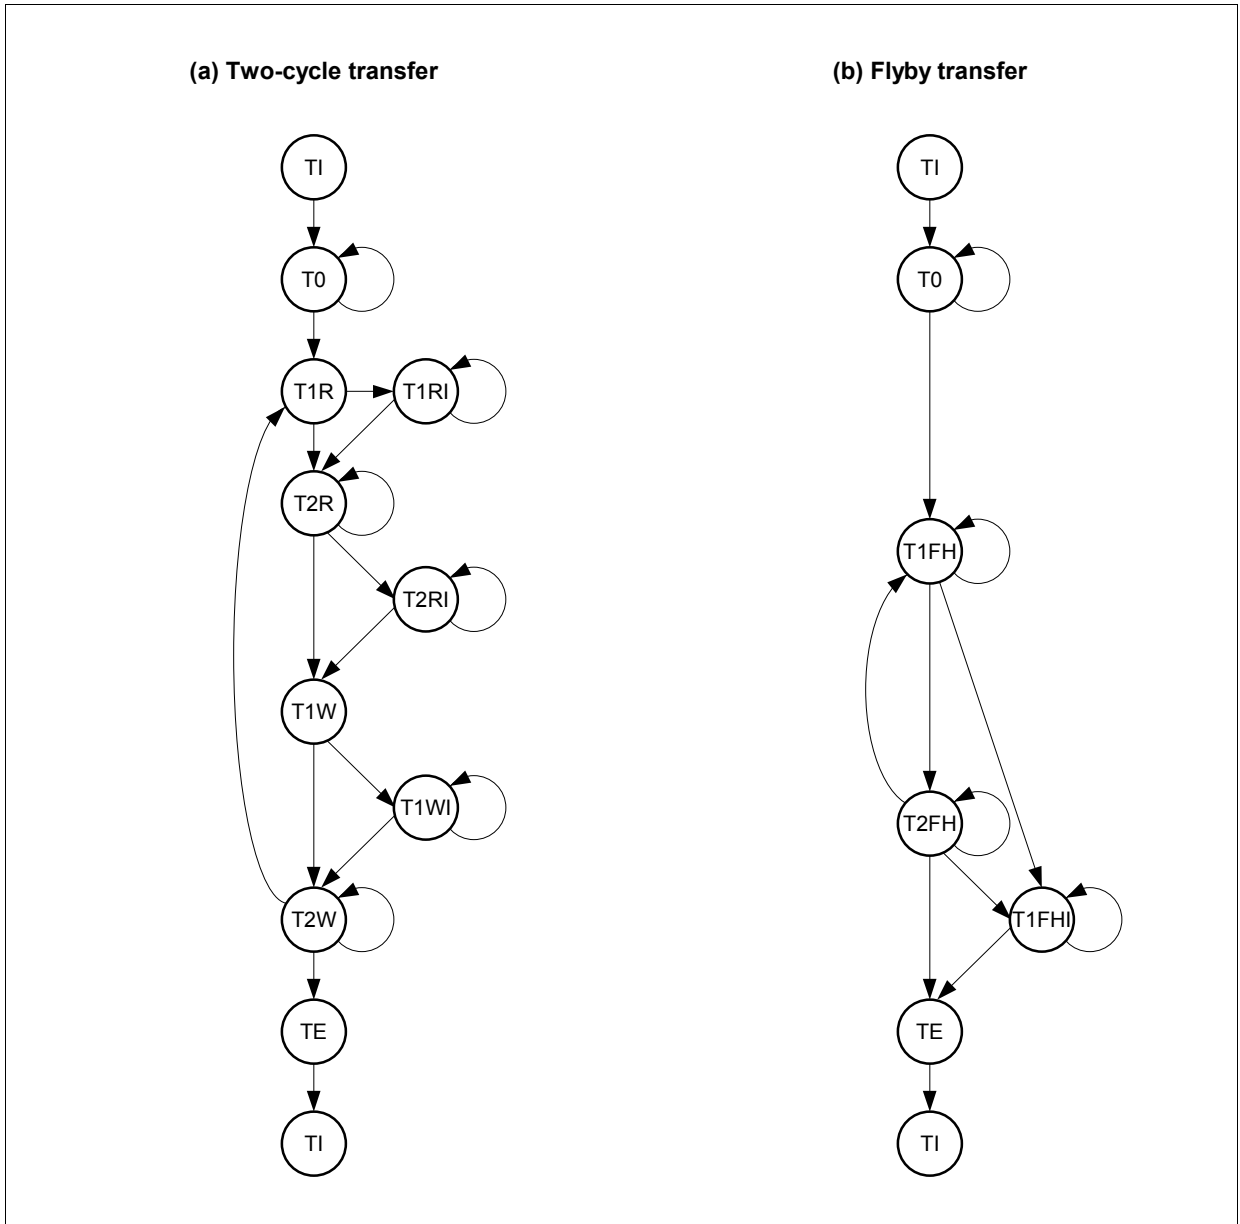 (a) Two-cycle transfer
TI
T0
T1R
T1RI
T2R
T2RI
T1W
T1WI
T2W
TE
TI
(b) Flyby transfer
TI
T0
T1FH
T2FH
T1FHI
TE
TI